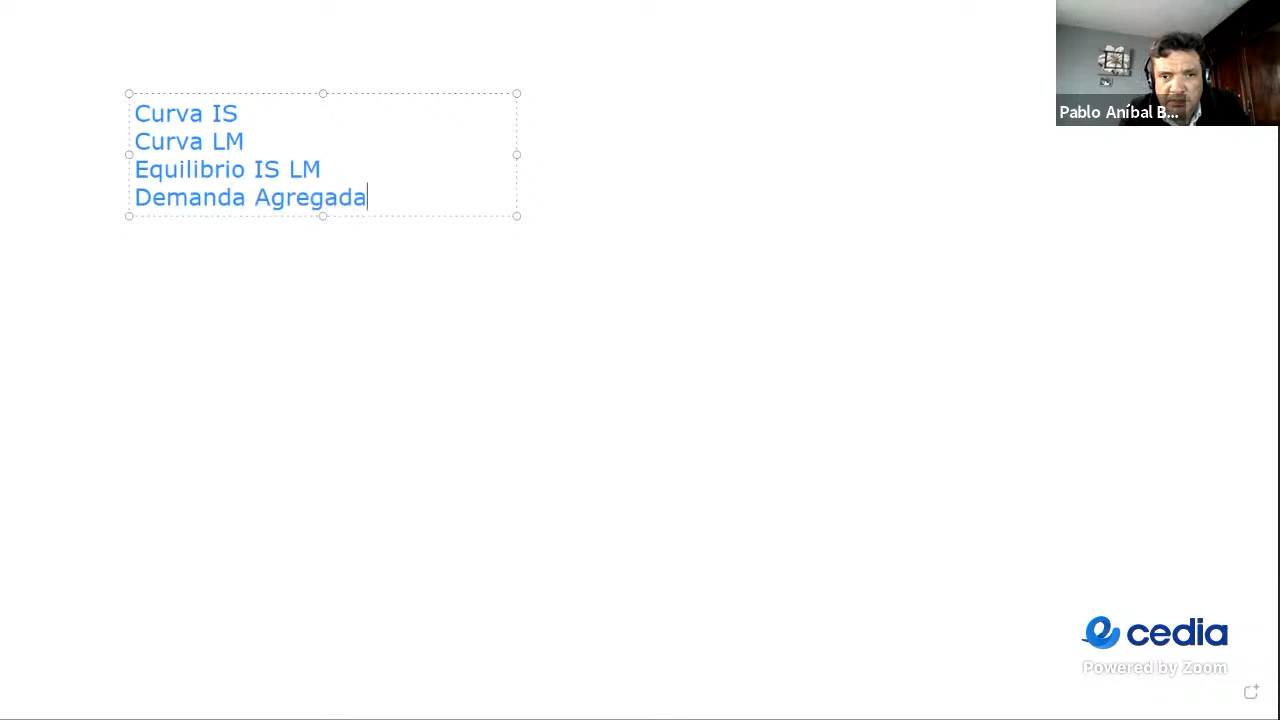 Curva IS
Curva LM
Equilibrio IS LM
Demanda Agregada
Pablo Aníbal B...
cedia
Powered by Zoom